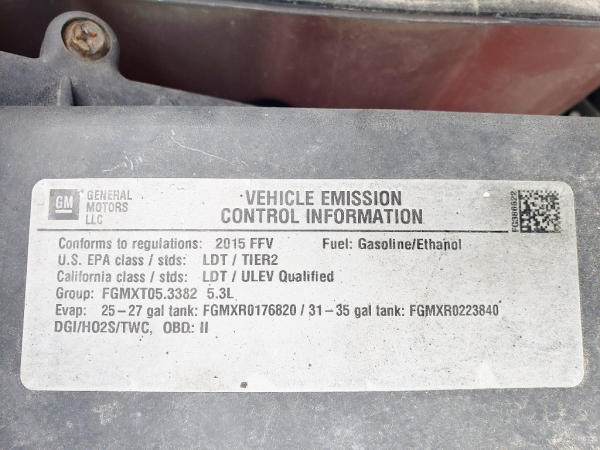 GM
GENERAL
MOTORS
LLC
VEHICLE EMISSION
CONTROL INFORMATION
FG386622
Conforms to regulations: 2015 FFV Fuel: Gasoline/Ethanol
U.S. EPA class / stds: LDT / TIER2
California class / stds: LDT / ULEV Qualified
Group: FGMXT05.3382 5.3L
Evap: 25-27 gal tank: FGMXR0176820 / 31-35 gal tank: FGMXR0223840
DGI/HO2S/TWC, OBD: II